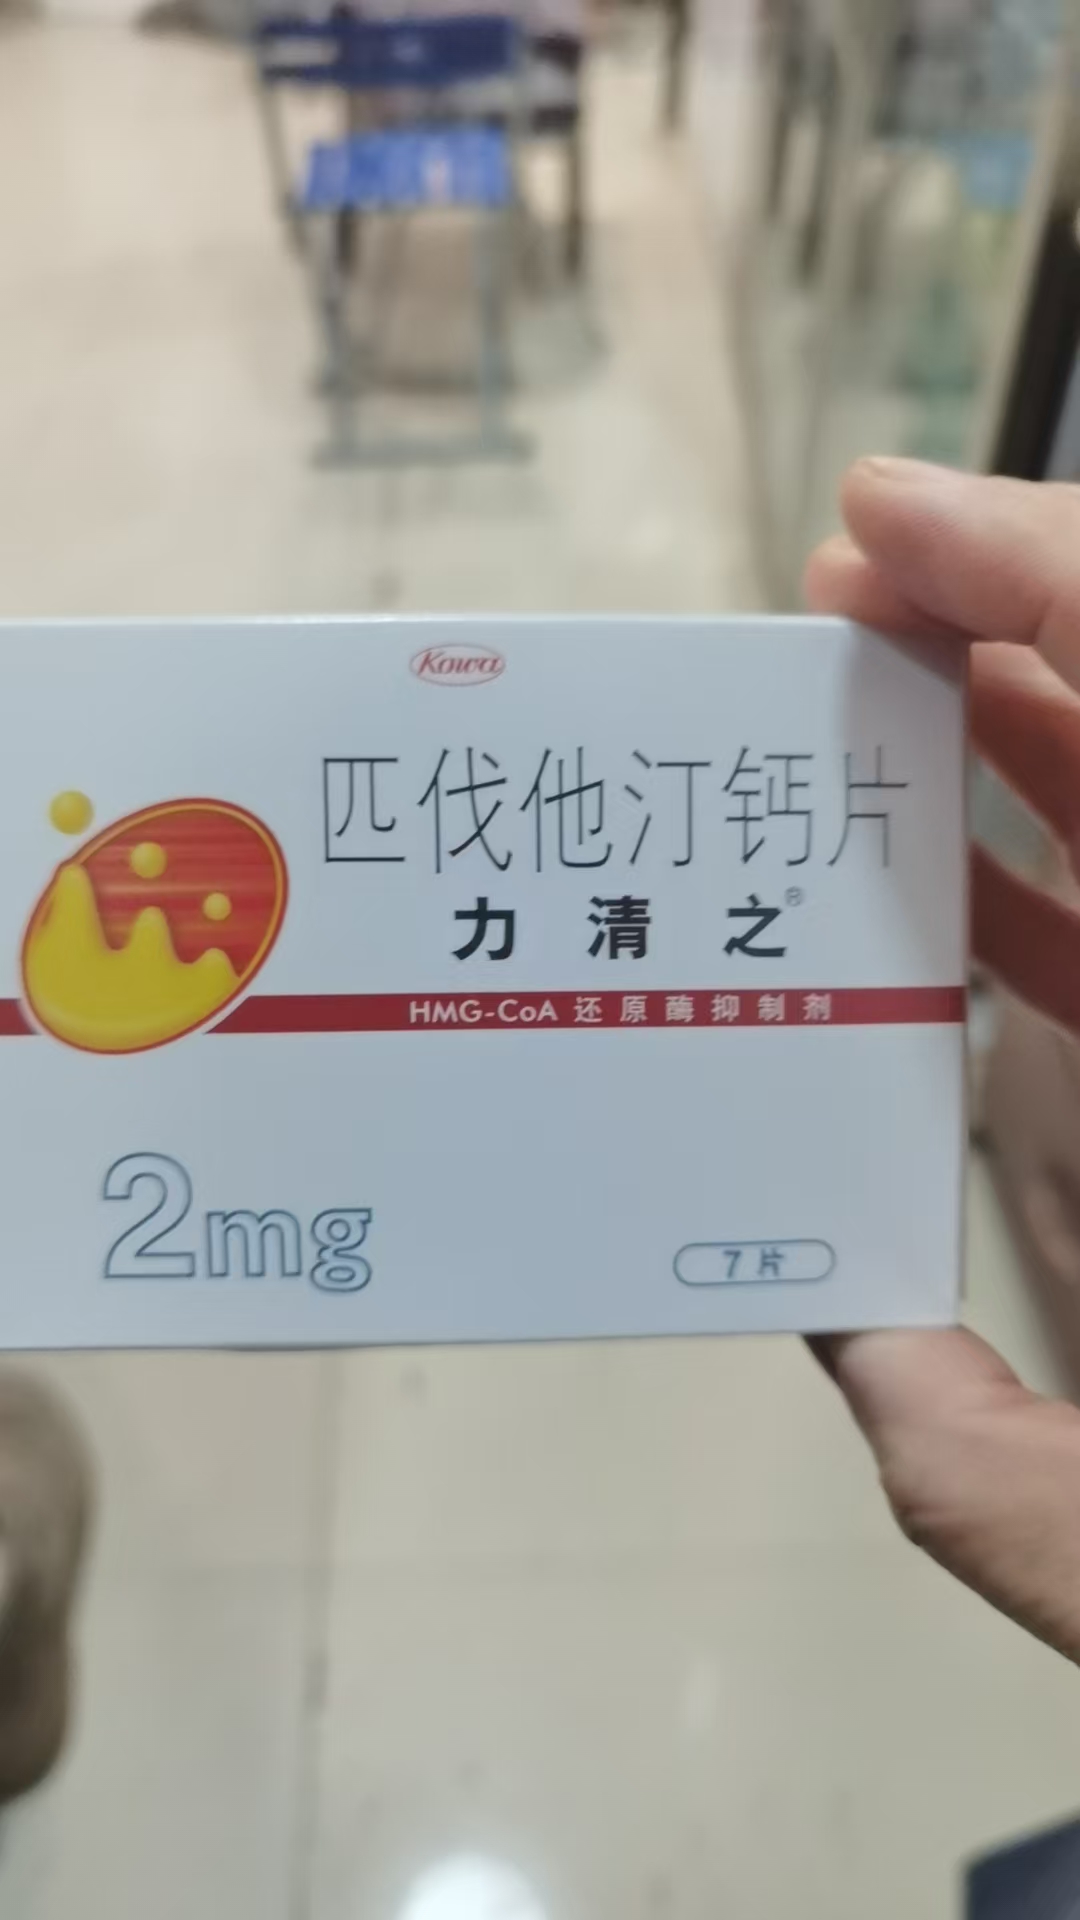 Kowa
匹伐他汀钙片
力清之®
HMG-CoA 还原酶抑制剂
2mg
7片